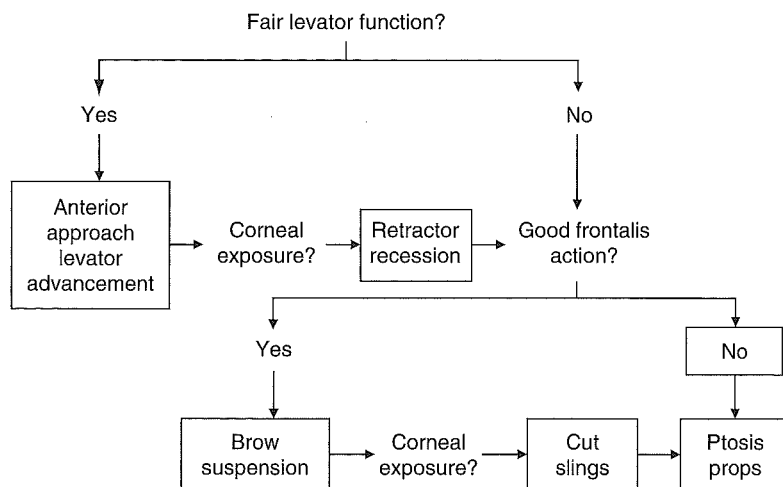 Fair levator function?
Yes
No
Anterior
approach
levator
advancement
Corneal
exposure?
Retractor
recession
Good frontalis
action?
Yes
No
Brow
suspension
Corneal
exposure?
Cut
slings
Ptosis
props